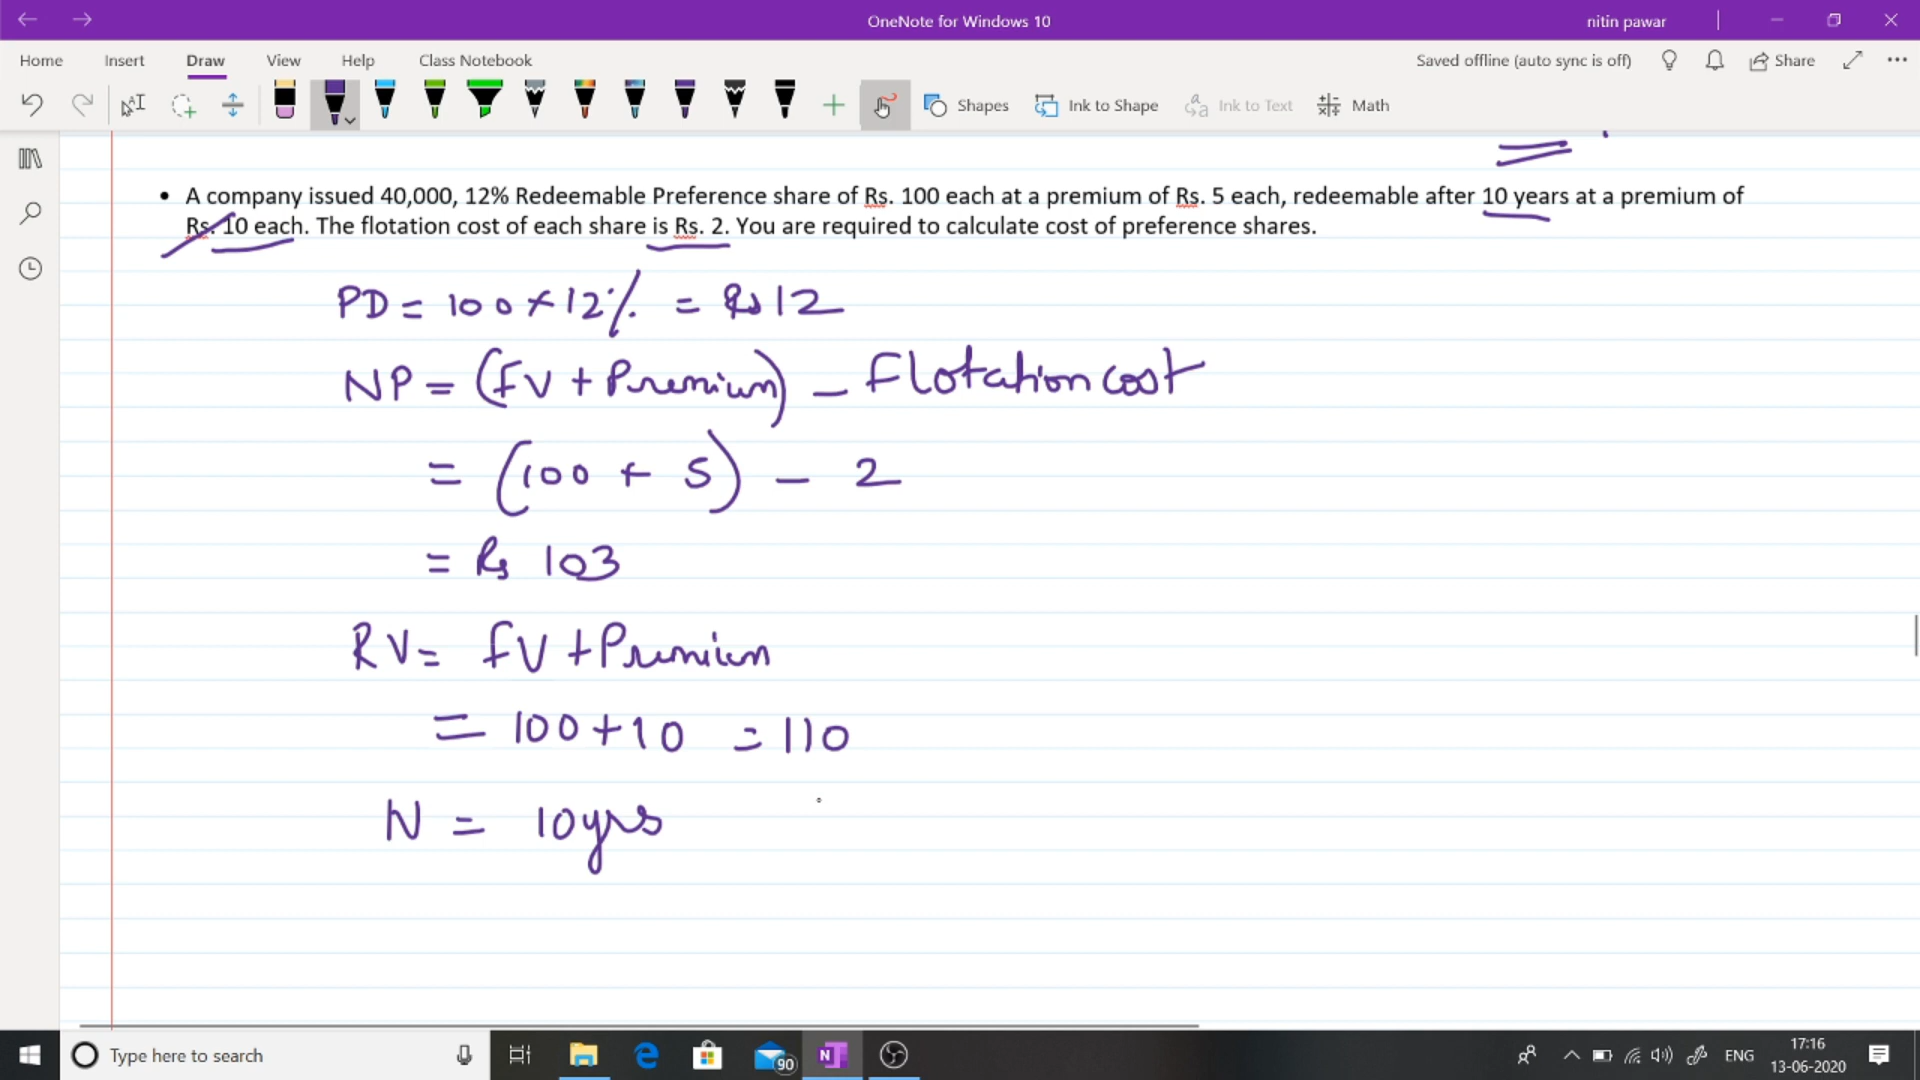 OneNote for Windows 10
nitin pawar
Home Insert Draw View Help Class Notebook
Saved offline (auto sync is off) Share
Shapes Ink to Shape Ink to Text Math
• A company issued 40,000, 12% Redeemable Preference share of Rs. 100 each at a premium of Rs. 5 each, redeemable after 10 years at a premium of
Rs. 10 each. The flotation cost of each share is Rs. 2. You are required to calculate cost of preference shares.
PD = 100 × 12% = Rs 12
NP = (FV + Premium) - Flotation cost
= (100 + 5) - 2
= Rs 103
RV = FV + Premium
= 100 + 10 = 110
N = 10yrs
Type here to search
90
N
ENG
17:16
13-06-2020